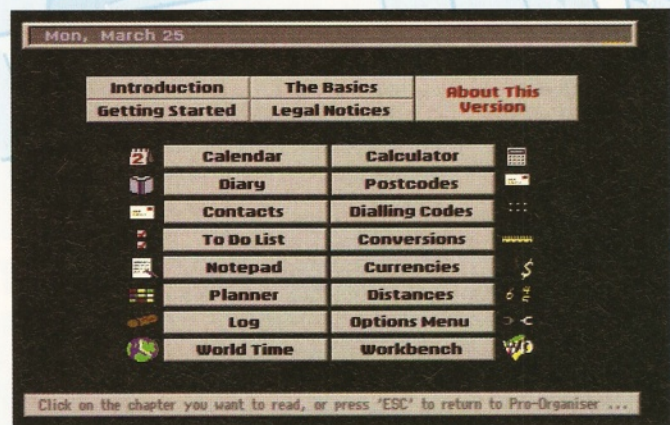 Mon, March 25
Introduction The Basics About This
Getting Started Legal Notices Version
Calendar Calculator
Diary Postcodes
Contacts Dialling Codes
To Do List Conversions
Notepad Currencies
Planner Distances
Log Options Menu
World Time Workbench
Click on the chapter you want to read, or press 'ESC' to return to Pro-Organiser ...